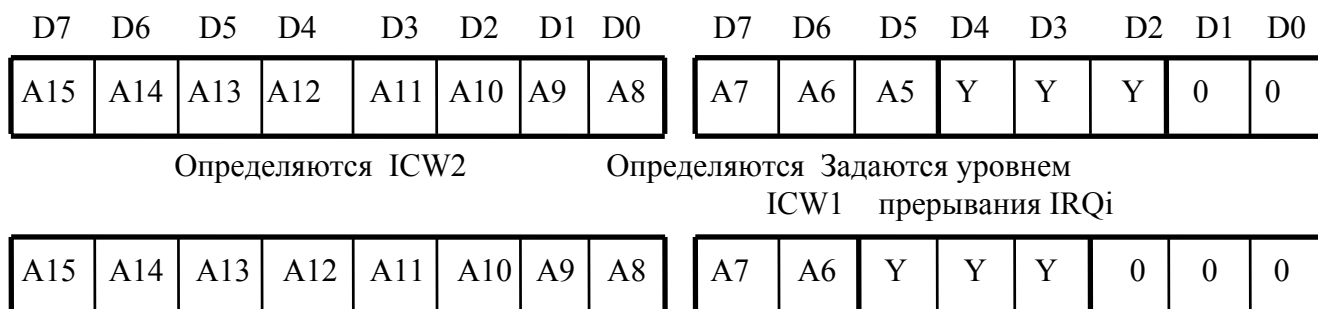 D7 D6 D5 D4 D3 D2 D1 D0 D7 D6 D5 D4 D3 D2 D1 D0
A15 A14 A13 A12 A11 A10 A9 A8 A7 A6 A5 Y Y Y 0 0
Определяются ICW2 Определяются Задаются уровнем
ICW1 прерывания IRQi
A15 A14 A13 A12 A11 A10 A9 A8 A7 A6 Y Y Y 0 0 0